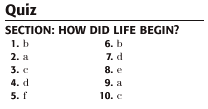 Quiz
SECTION: HOW DID LIFE BEGIN?
1. b
2. a
3. c
4. d
5. f
6. b
7. d
8. e
9. a
10. c